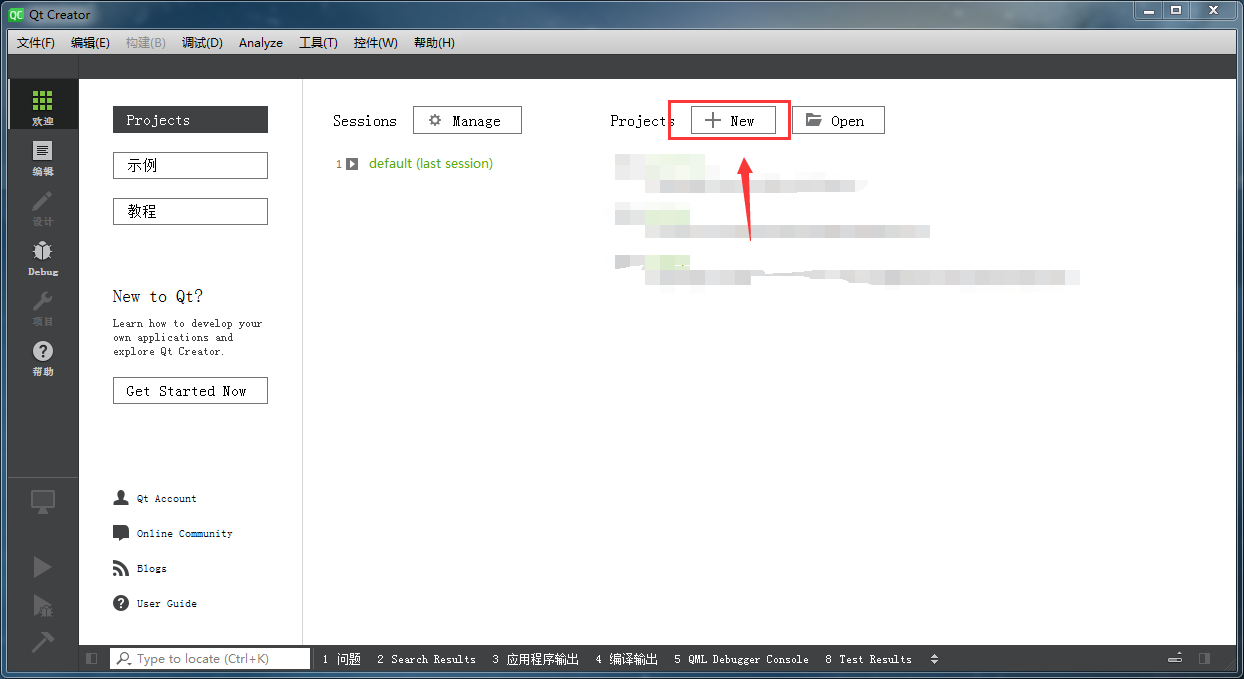 QC Qt Creator
文件(F) 编辑(E) 构建(B) 调试(D) Analyze 工具(T) 控件(W) 帮助(H)
欢迎
编辑
设计
Debug
项目
帮助
Projects
示例
教程
New to Qt?
Learn how to develop your
own applications and
explore Qt Creator.
Get Started Now
Qt Account
Online Community
Blogs
User Guide
Sessions Manage
1 default (last session)
Projects New Open
Type to locate (Ctrl+K) 1 问题 2 Search Results 3 应用程序输出 4 编译输出 5 QML Debugger Console 8 Test Results